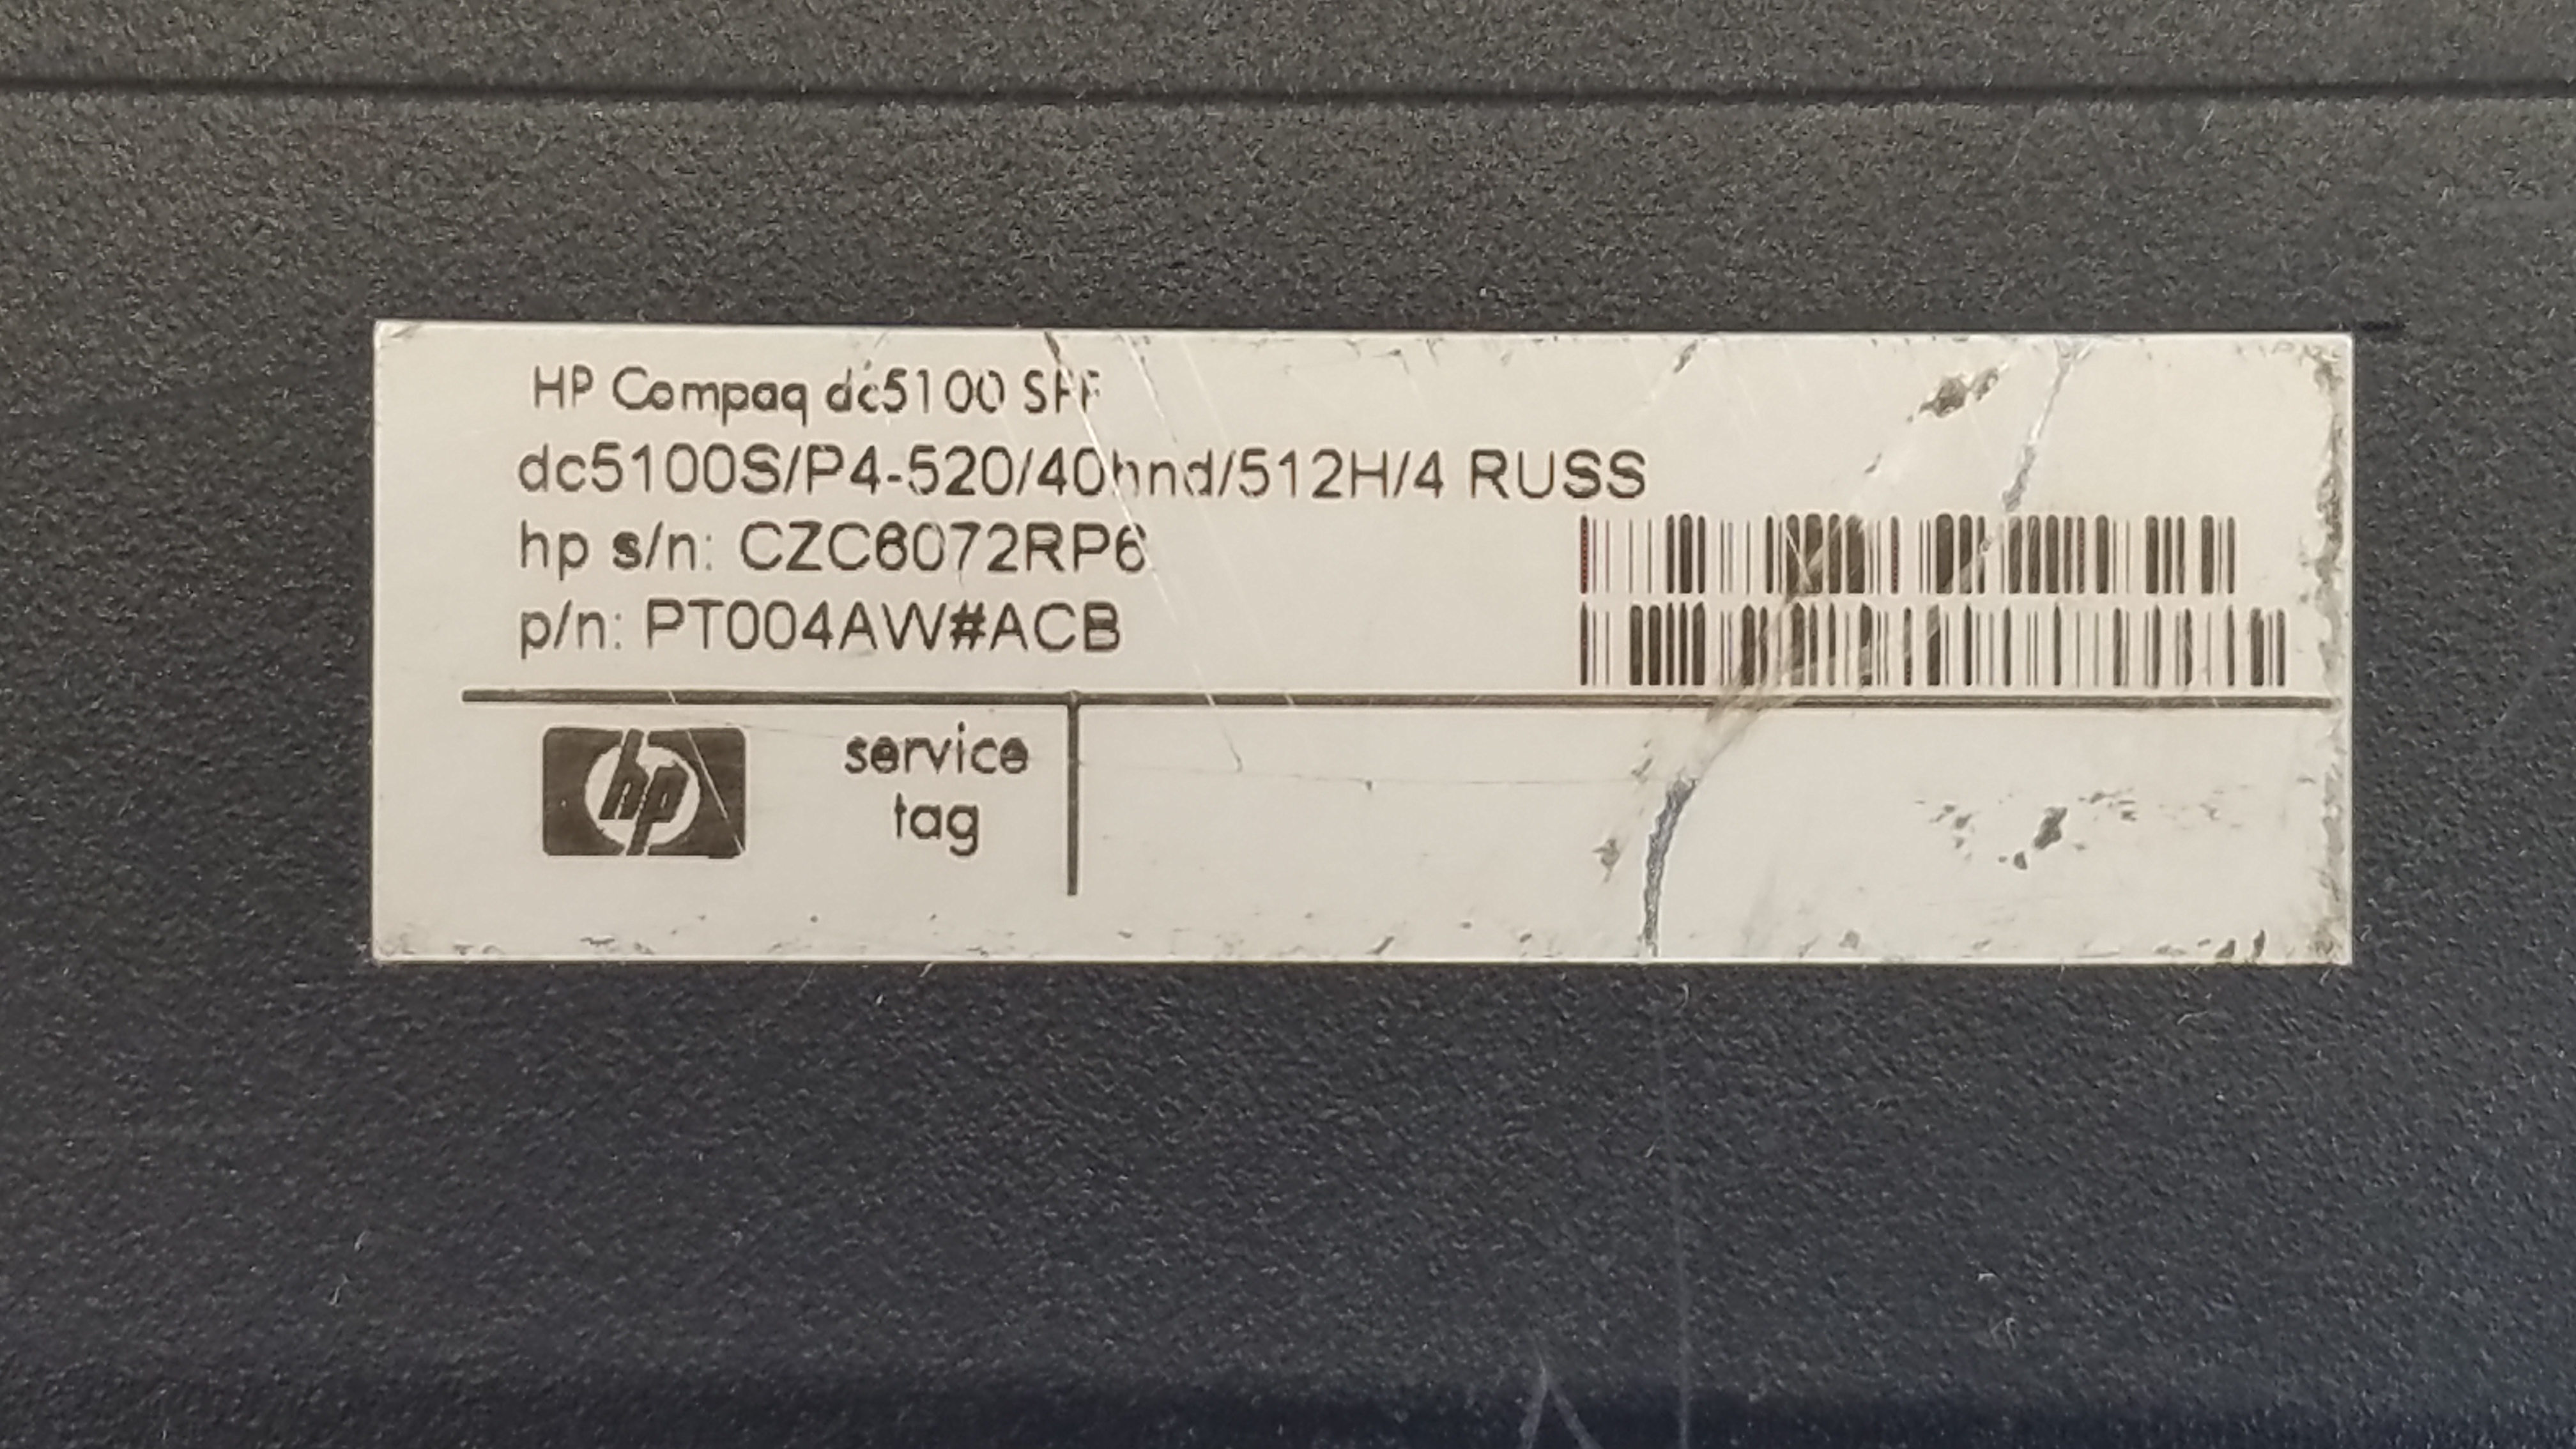 HP Compaq dc5100 SFF
dc5100S/P4-520/40hnd/512H/4 RUSS
hp s/n: CZC6072RP6
p/n: PT004AW#ACB
hp
service
tag